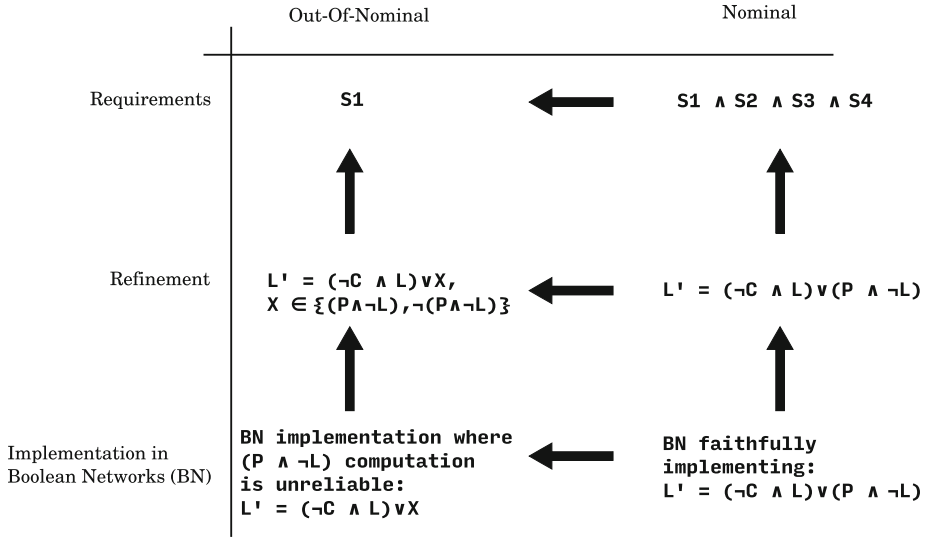 Out-Of-Nominal
Nominal
Requirements
S1
S1 ∧ S2 ∧ S3 ∧ S4
Refinement
L' = (¬C ∧ L)∨X,
X ∈ {(P∧¬L),¬(P∧¬L)}
L' = (¬C ∧ L)∨(P ∧ ¬L)
Implementation in
Boolean Networks (BN)
BN implementation where
(P ∧ ¬L) computation
is unreliable:
L' = (¬C ∧ L)∨X
BN faithfully
implementing:
L' = (¬C ∧ L)∨(P ∧ ¬L)